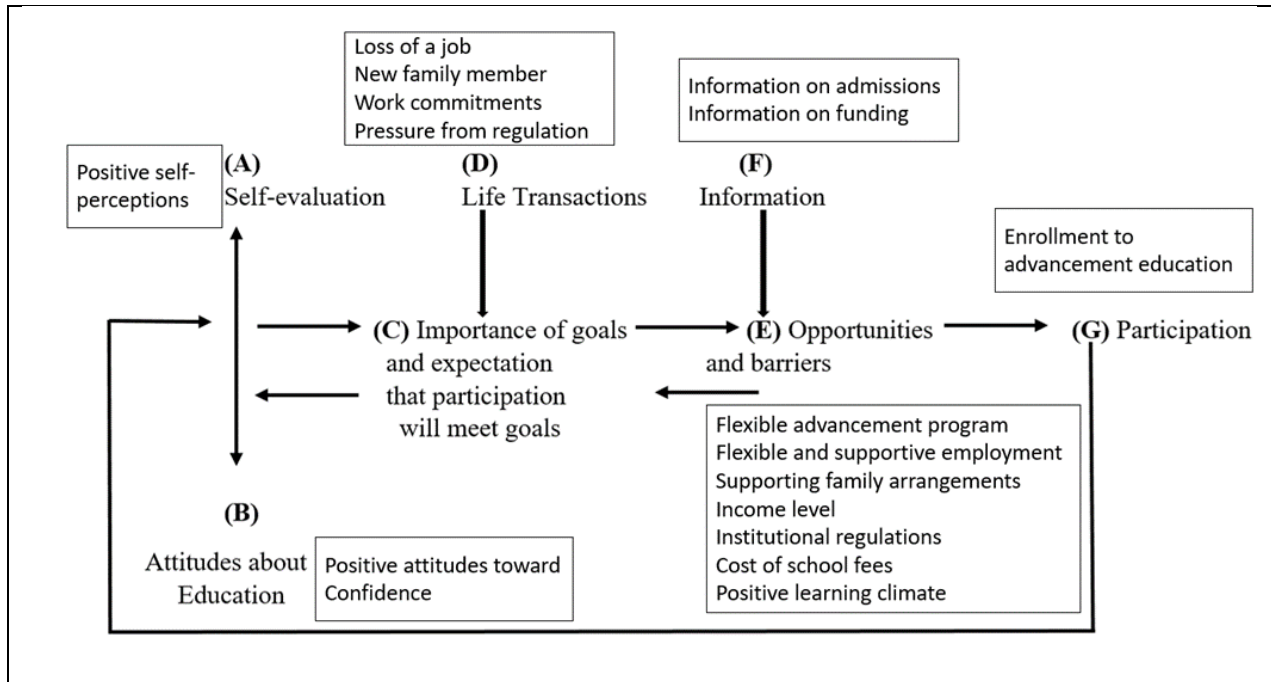 Loss of a job
New family member
Work commitments
Pressure from regulation
Information on admissions
Information on funding
Positive self-
perceptions
(A)
Self-evaluation
(D)
Life Transactions
(F)
Information
Enrollment to
advancement education
(C) Importance of goals
and expectation
that participation
will meet goals
(E) Opportunities
and barriers
(G) Participation
Flexible advancement program
Flexible and supportive employment
Supporting family arrangements
Income level
Institutional regulations
Cost of school fees
Positive learning climate
(B)
Attitudes about
Education
Positive attitudes toward
Confidence